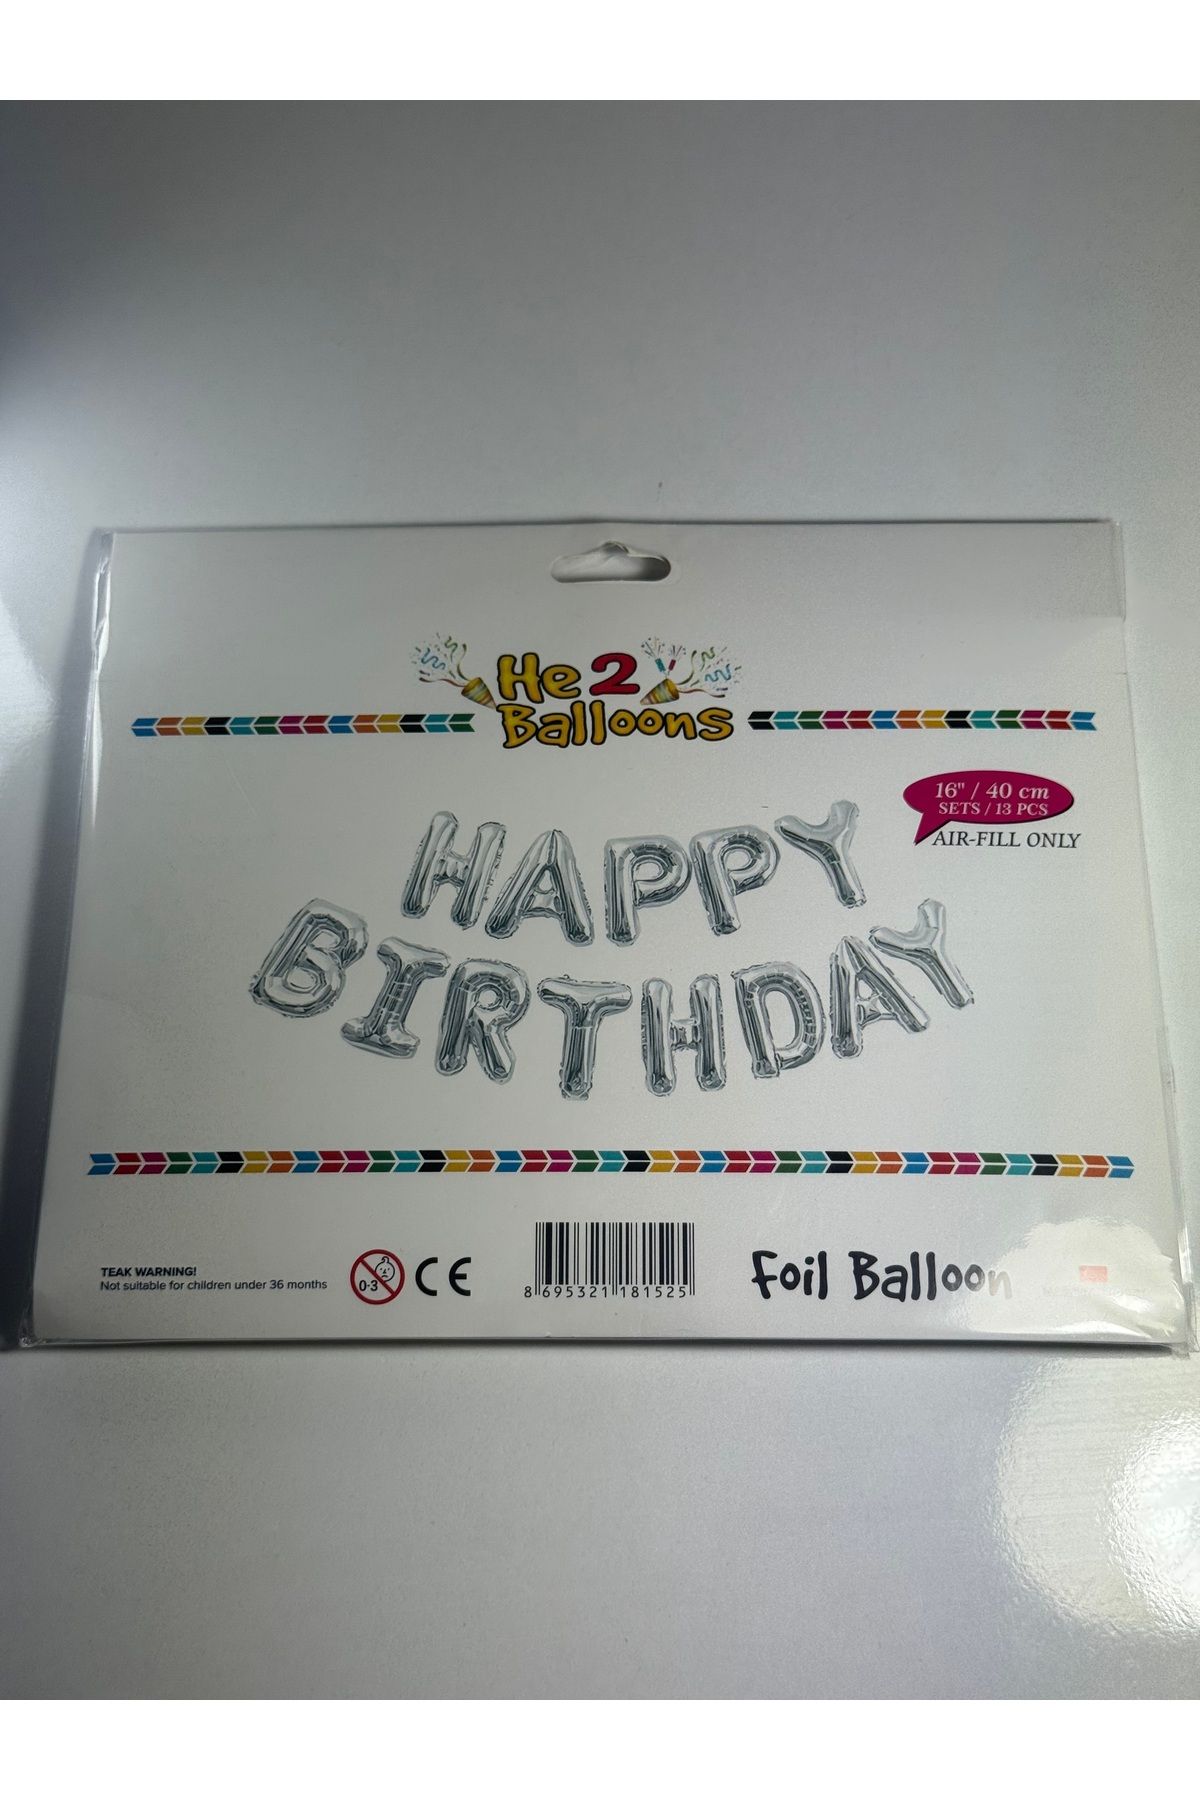 He 2
Balloons
16" / 40 cm
SETS / 13 PCS
AIR-FILL ONLY
HAPPY
BIRTHDAY
TEAK WARNING!
Not suitable for children under 36 months
0-3
CE
8 695321 181525
Foil Balloon